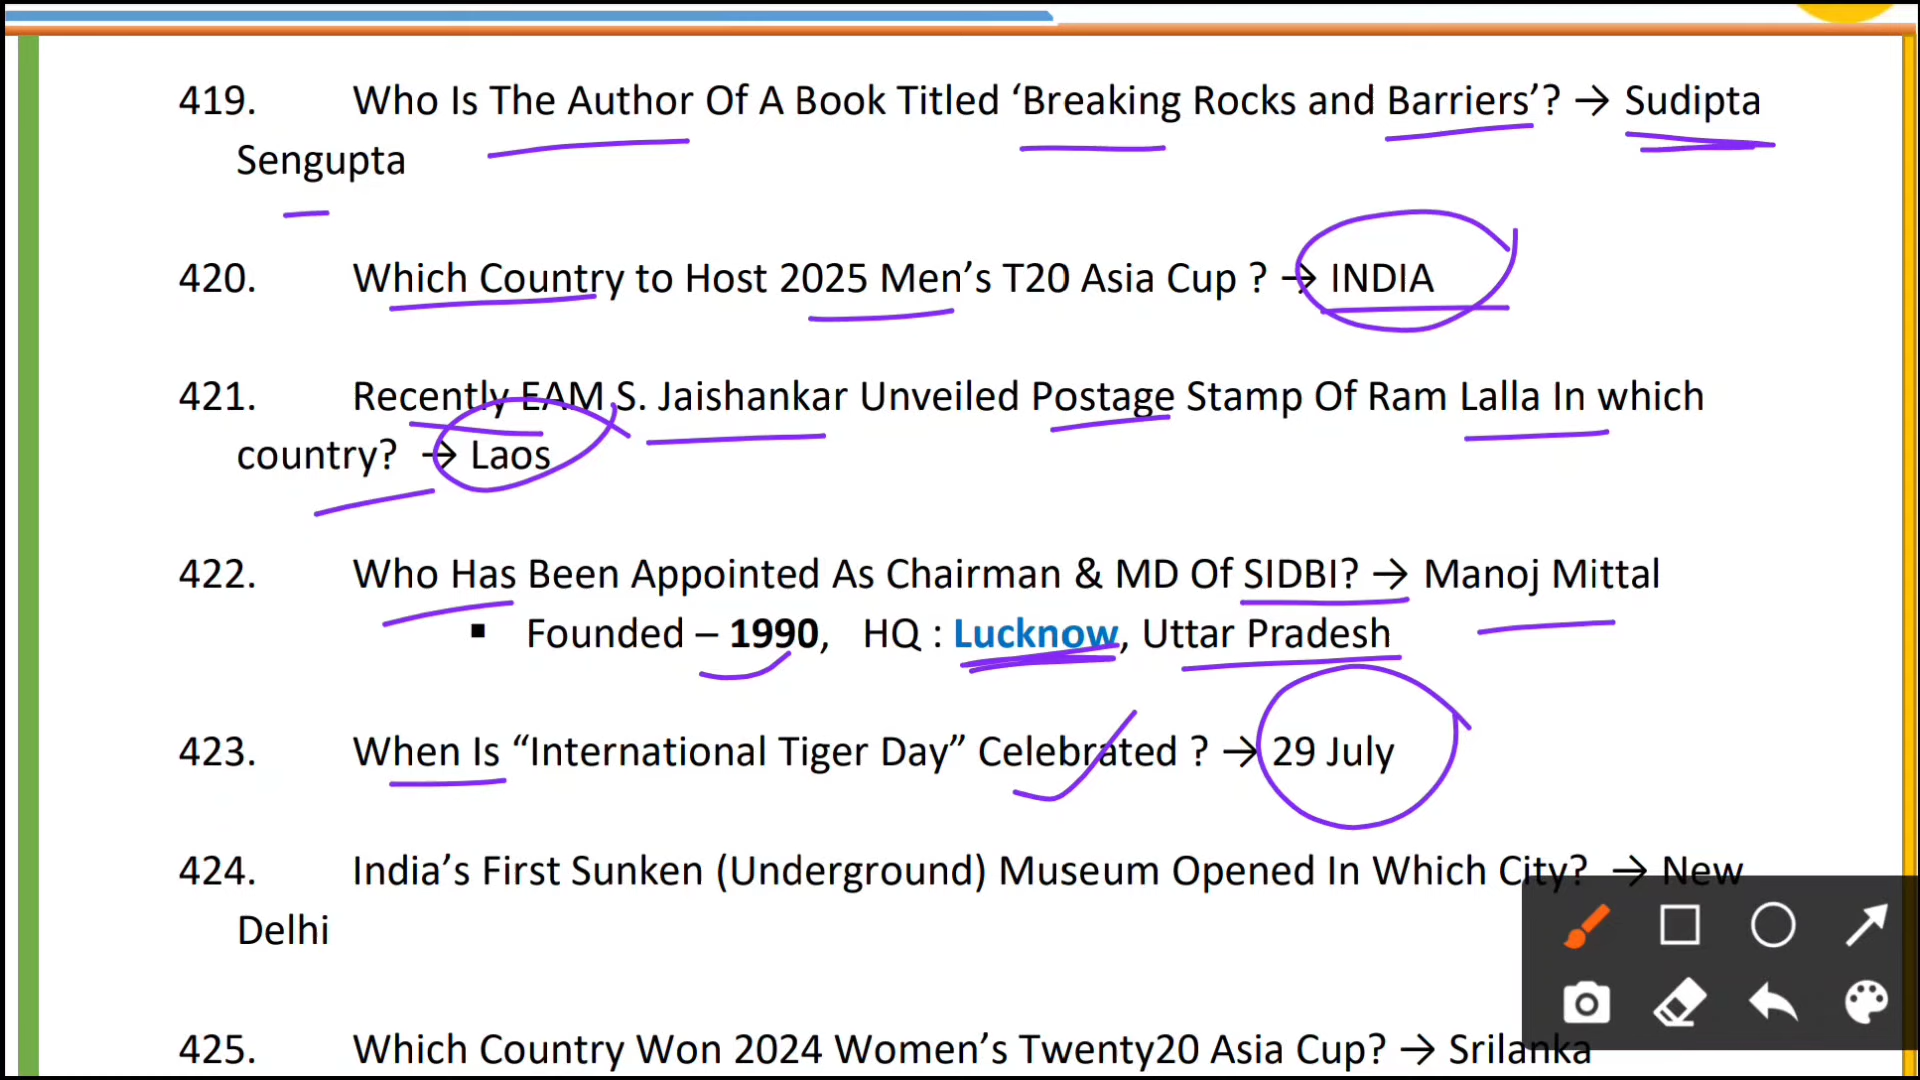 419. Who Is The Author Of A Book Titled ‘Breaking Rocks and Barriers’? → Sudipta
Sengupta
420. Which Country to Host 2025 Men’s T20 Asia Cup ? → INDIA
421. Recently EAM S. Jaishankar Unveiled Postage Stamp Of Ram Lalla In which
country? → Laos
422. Who Has Been Appointed As Chairman & MD Of SIDBI? → Manoj Mittal
▪ Founded – 1990, HQ : Lucknow, Uttar Pradesh
423. When Is “International Tiger Day” Celebrated ? → 29 July
424. India’s First Sunken (Underground) Museum Opened In Which City? → New
Delhi
425. Which Country Won 2024 Women’s Twenty20 Asia Cup? → Srilanka